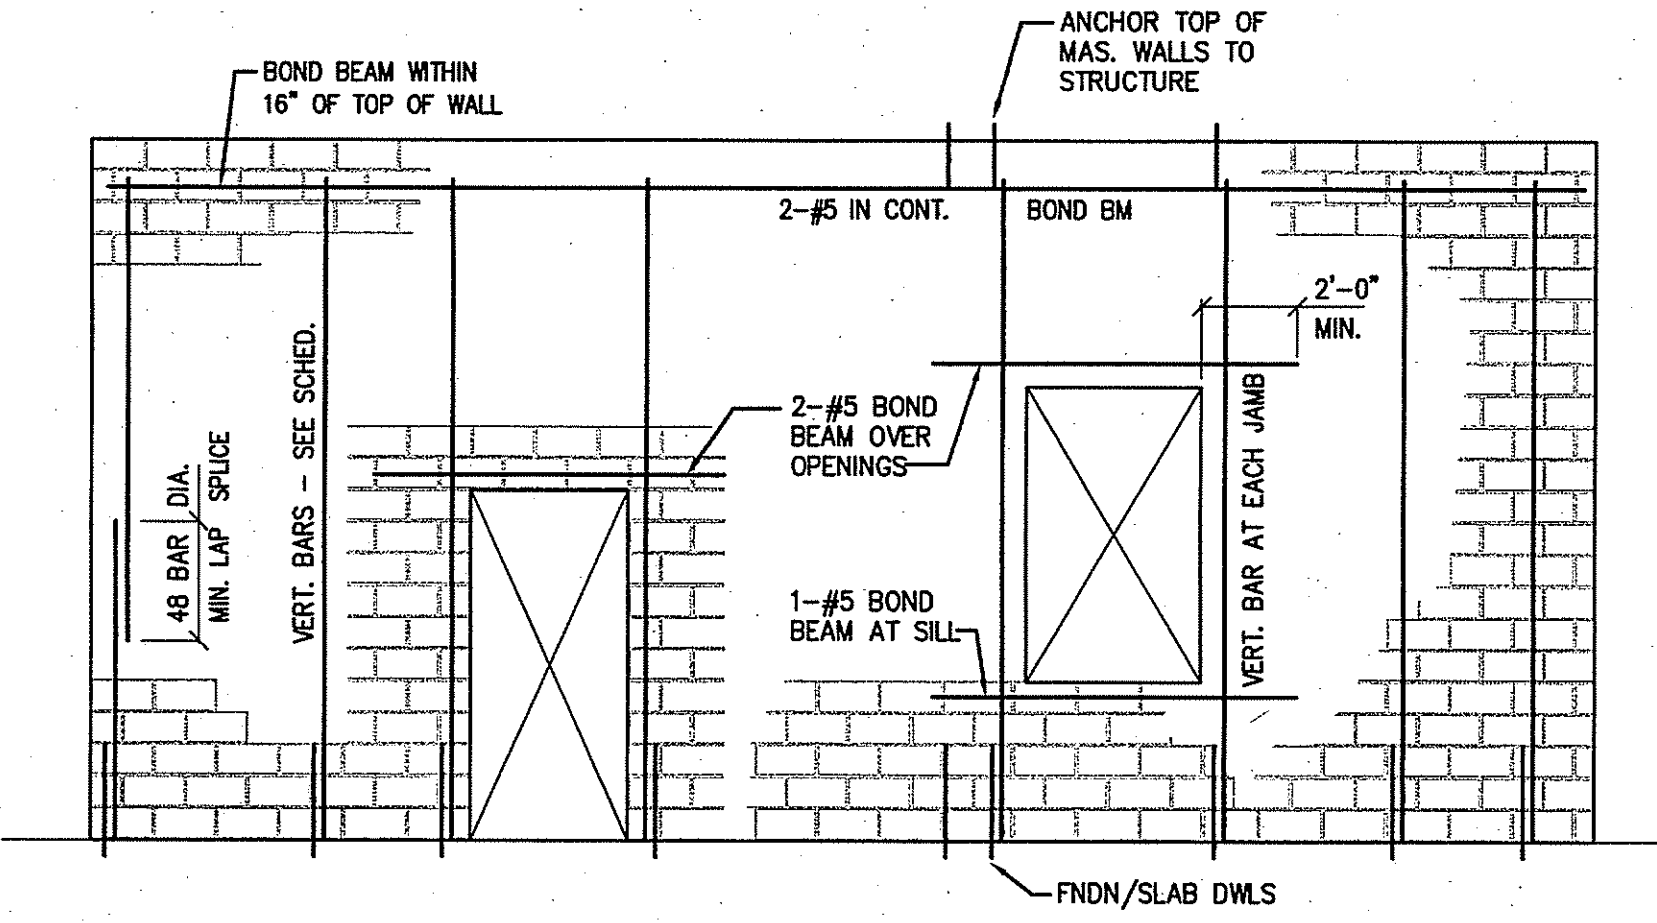 ANCHOR TOP OF
MAS. WALLS TO
STRUCTURE
BOND BEAM WITHIN
16" OF TOP OF WALL
2-#5 IN CONT.
BOND BM
2'-0"
MIN.
VERT. BARS - SEE SCHED.
48 BAR DIA.
MIN. LAP SPLICE
2-#5 BOND
BEAM OVER
OPENINGS
VERT. BAR AT EACH JAMB
1-#5 BOND
BEAM AT SILL
FNDN/SLAB DWLS